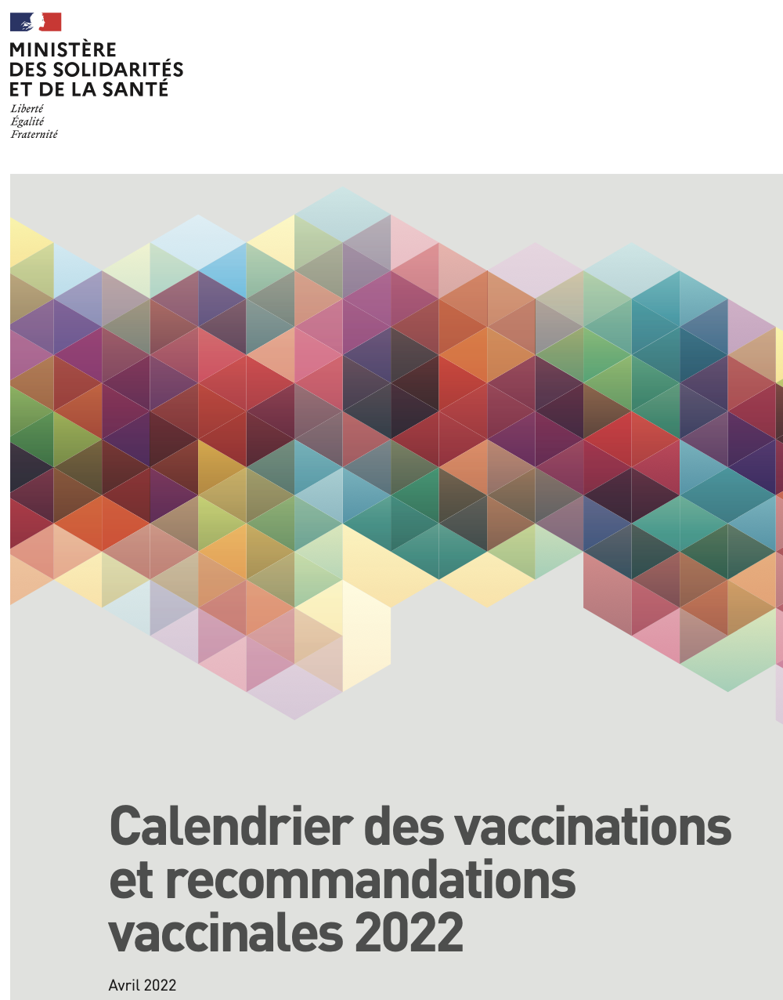 MINISTÈRE
DES SOLIDARITÉS
ET DE LA SANTÉ
Liberté
Égalité
Fraternité
Calendrier des vaccinations
et recommandations
vaccinales 2022
Avril 2022